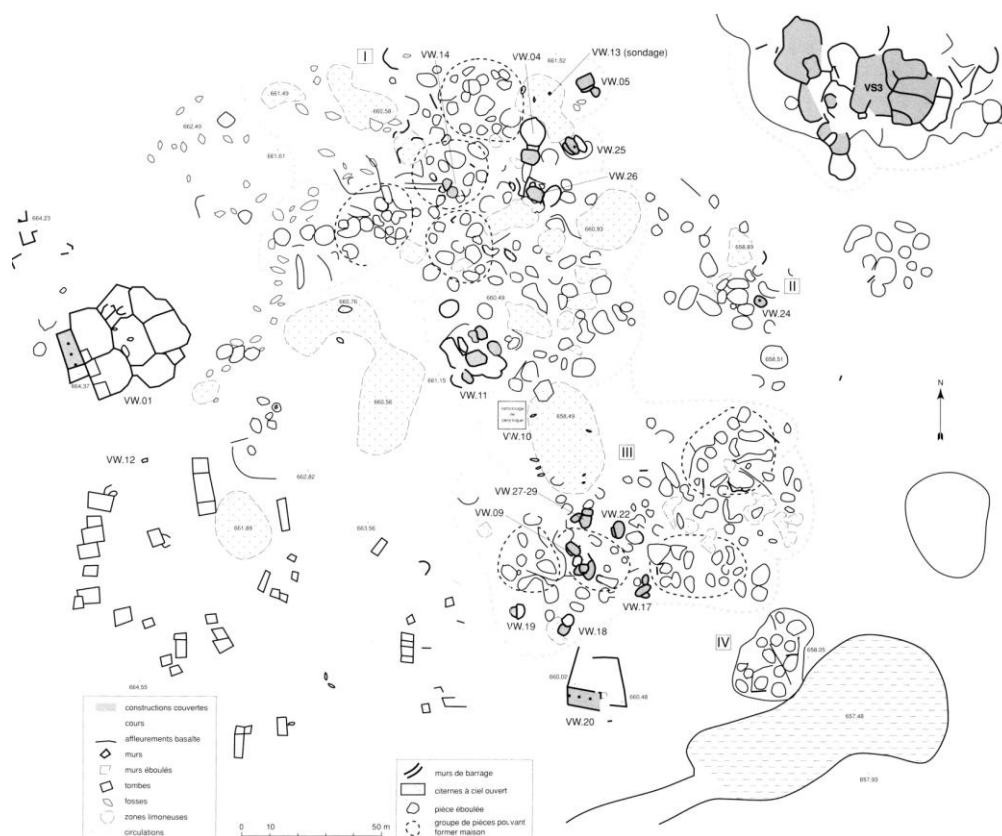 I
VW.14
VW.04
VW.13 (sondage)
661.52
VW.05
VS3
661.49
660.58
662.49
661.61
VW.25
VW.26
664.23
660.93
658.89
II
VW.24
660.76
660.49
658.51
664.37
VW.01
661.15
VW.11
660.56
VW.10
658.49
III
N
VW.12
662.82
VW.27-29
VW.09
VW.22
661.89
663.56
VW.17
VW.19
VW.18
IV
658.05
660.02
660.48
VW.20
664.55
657.48
657.93
constructions couvertes
cours
affleurements basalte
murs
murs éboulés
tombes
fosses
zones limoneuses
circulations
murs de barrage
citernes à ciel ouvert
pièce éboulée
groupe de pièces pouvant
former maison
0 10 50 m